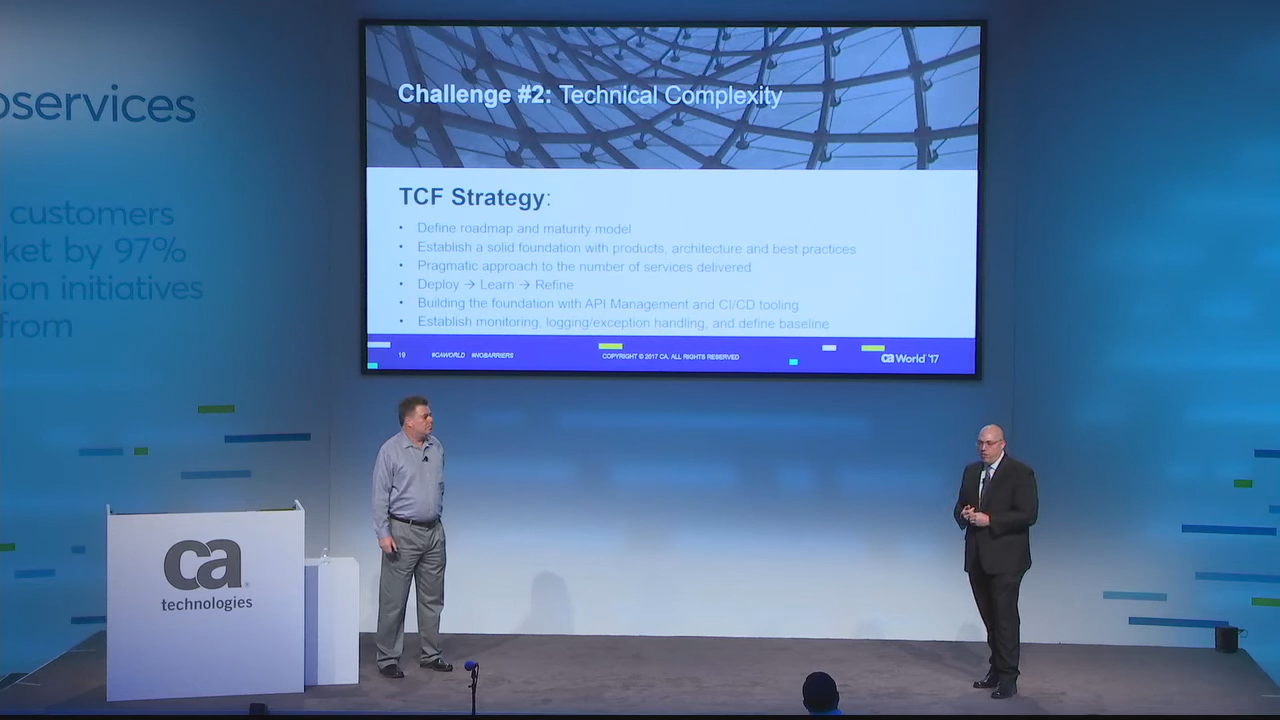 oservices
customers
ket by 97%
ion initiatives
from
Challenge #2: Technical Complexity
TCF Strategy:
• Define roadmap and maturity model
• Establish a solid foundation with products, architecture and best practices
• Pragmatic approach to the number of services delivered
• Deploy → Learn → Refine
• Building the foundation with API Management and CI/CD tooling
• Establish monitoring, logging/exception handling, and define baseline
19 #CAWORLD #NOBARRIERS COPYRIGHT © 2017 CA. ALL RIGHTS RESERVED ca World '17
ca
technologies